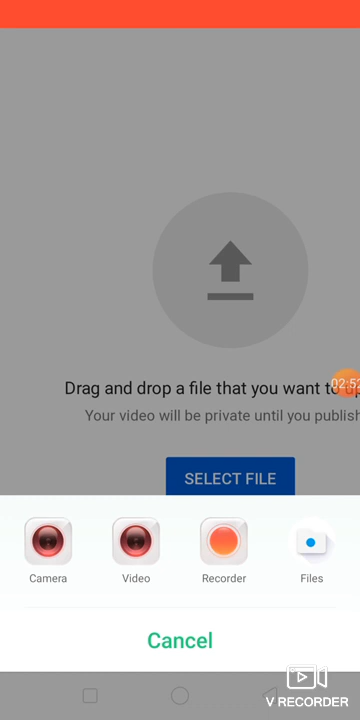 Drag and drop a file that you want to up
02:52
Your video will be private until you publish
SELECT FILE
Camera
Video
Recorder
Files
Cancel
V RECORDER